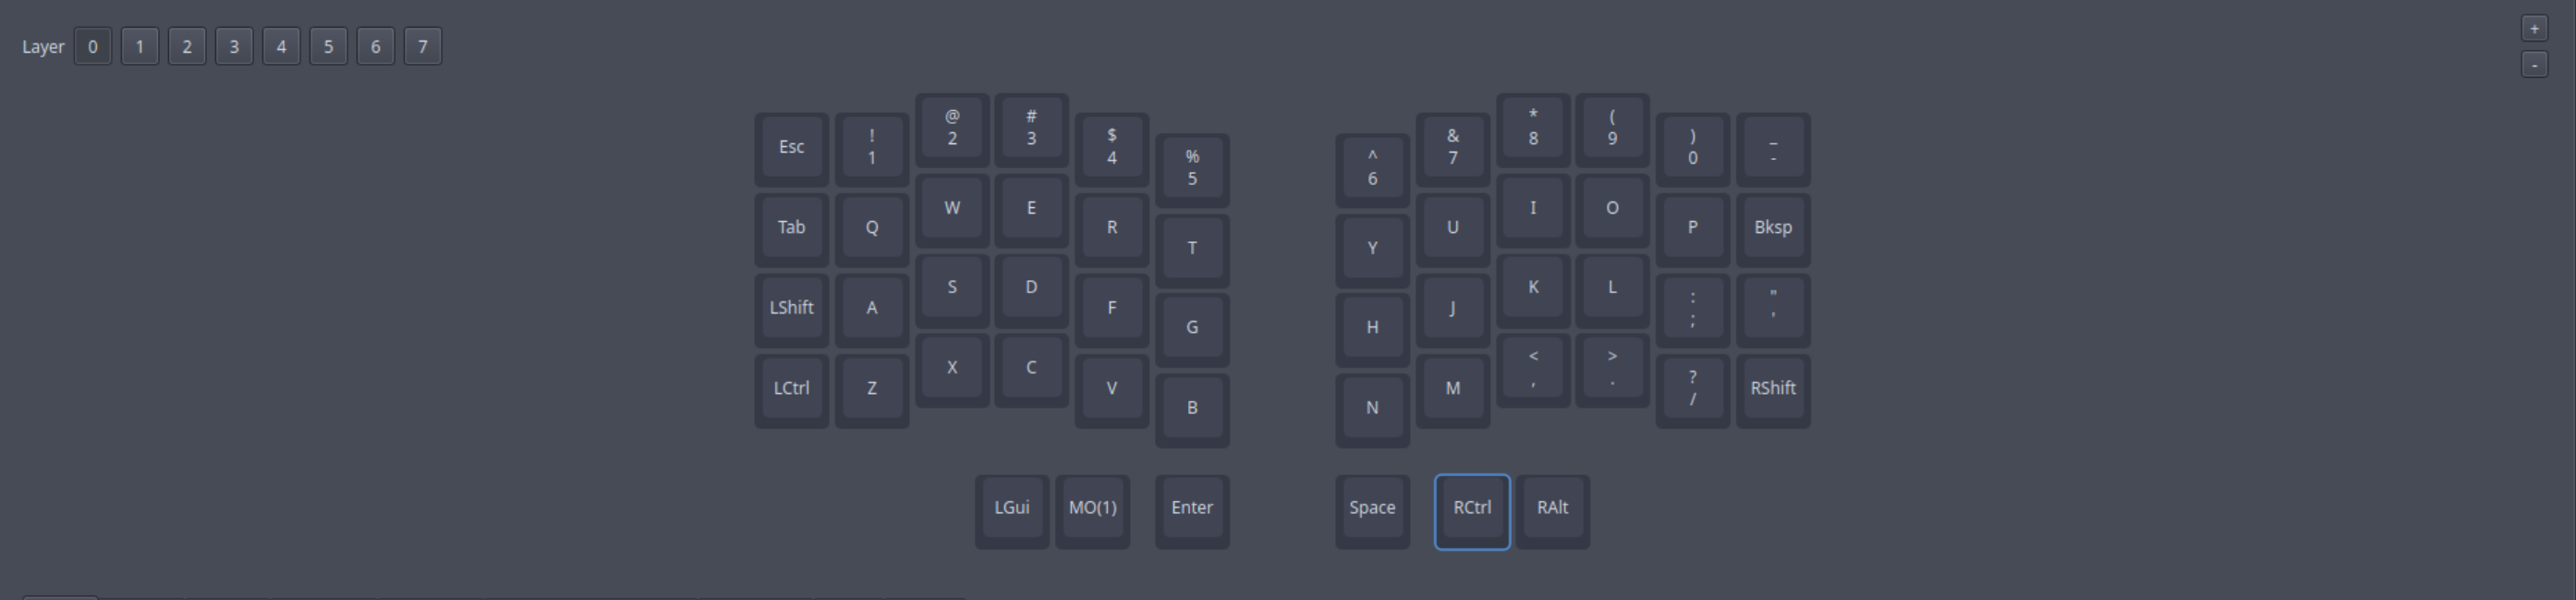 Layer 0 1 2 3 4 5 6 7
+
-
Esc ! 1 @ 2 # 3 $ 4 % 5 ^ 6 & 7 * 8 ( 9 ) 0 _ -
Tab Q W E R T Y U I O P Bksp
LShift A S D F G H J K L : ; " '
LCtrl Z X C V B N M < , > . ? / RShift
LGui MO(1) Enter Space RCtrl RAlt